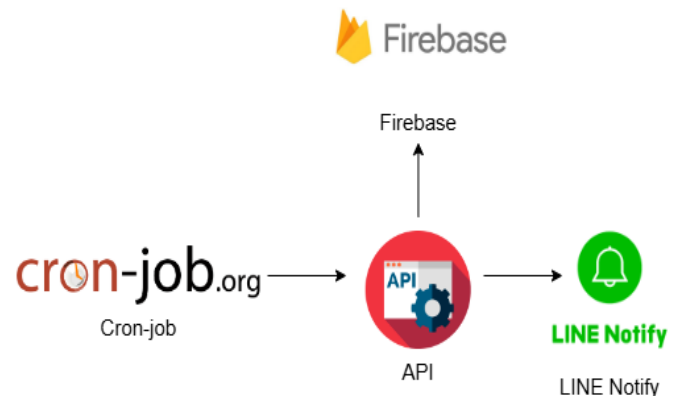 Firebase
Firebase
cron-job.org
Cron-job
API
API
LINE Notify
LINE Notify